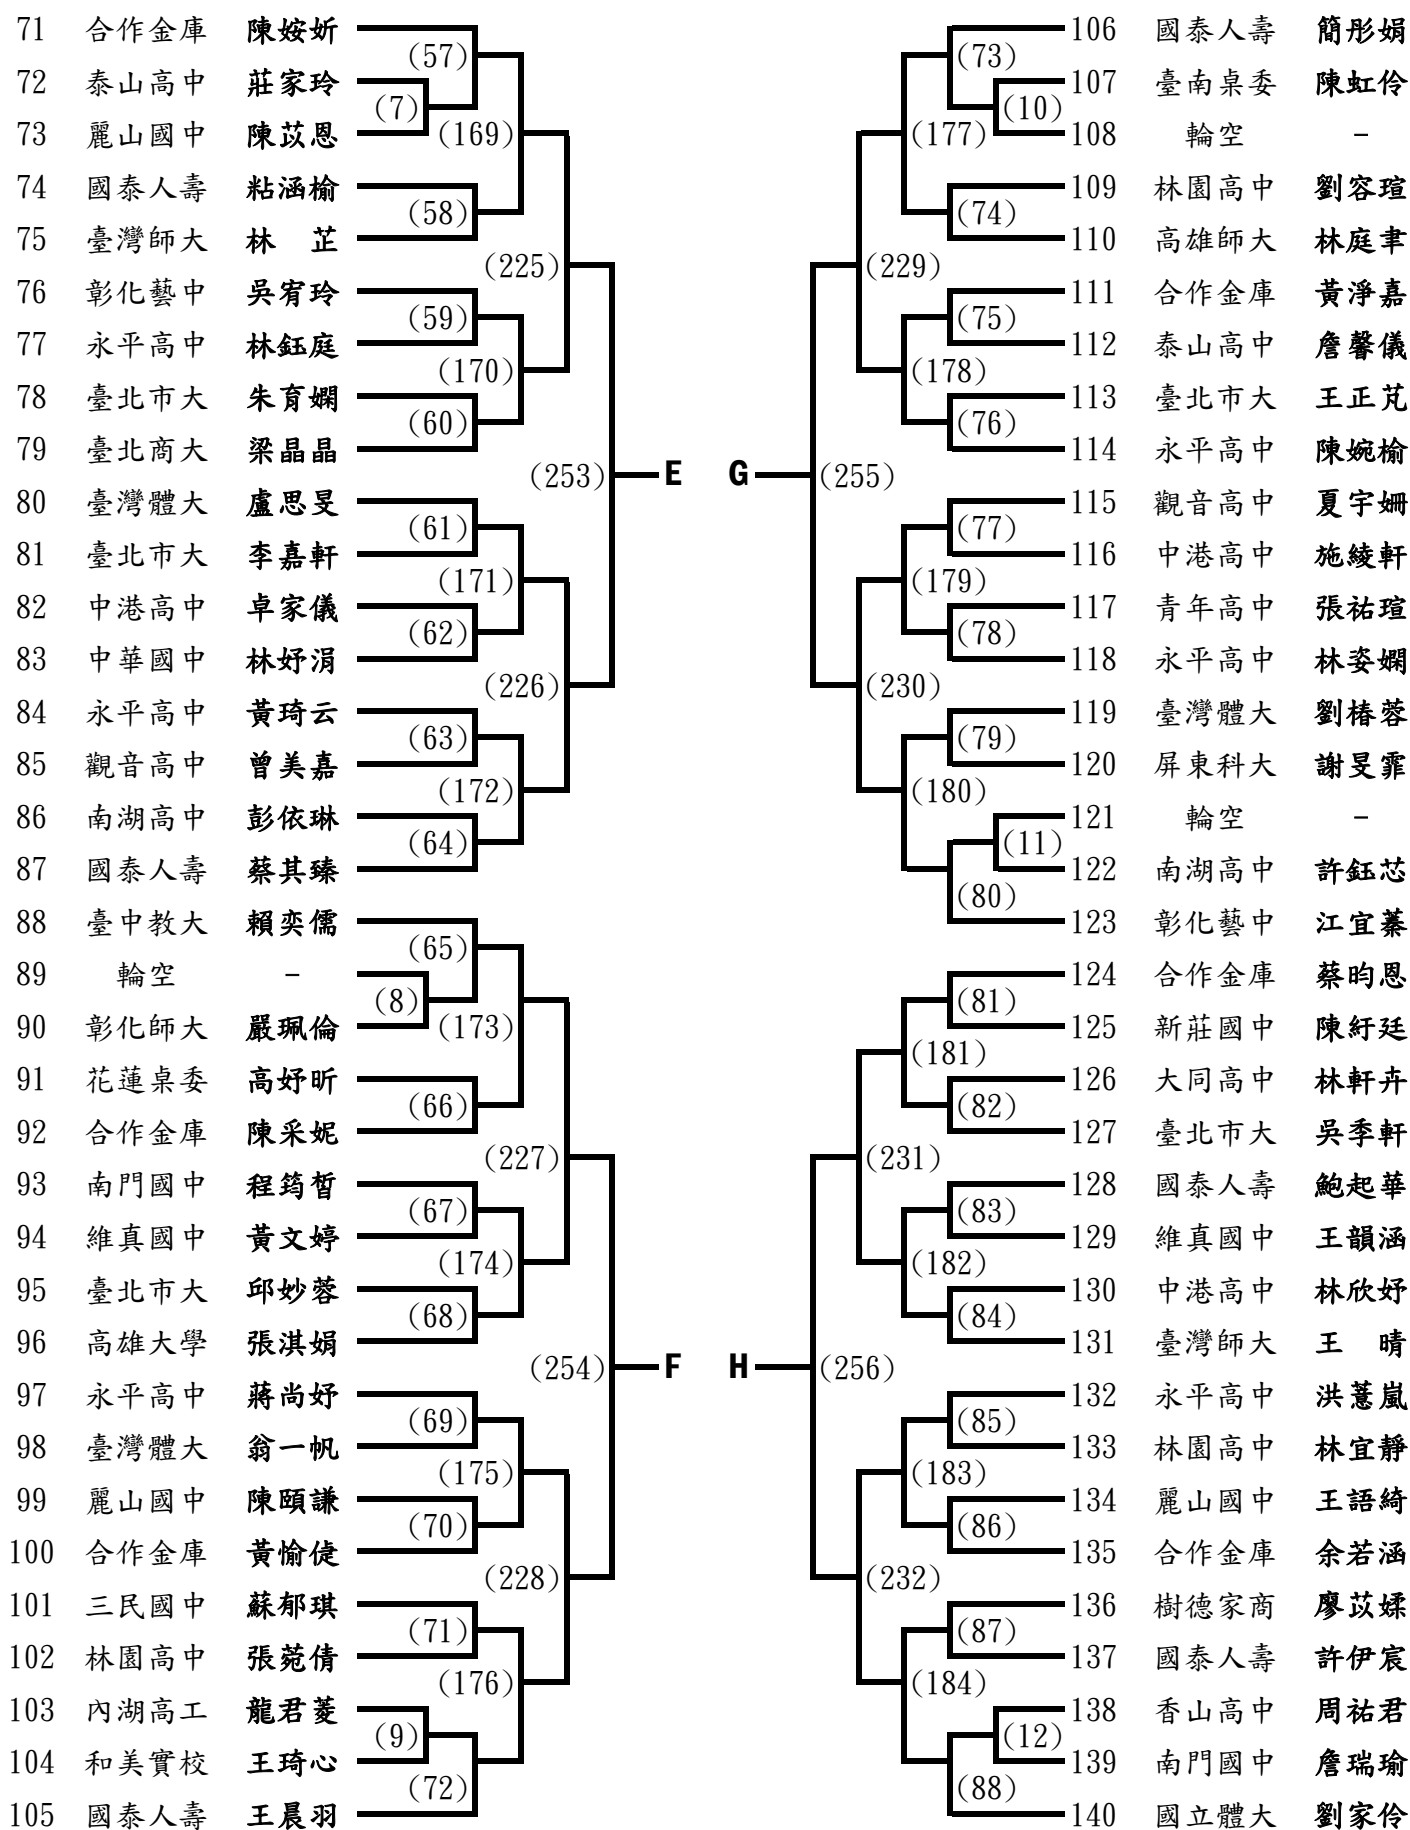 71 合作金庫 陳姲妡
(57)
72 泰山高中 莊家玲
(7)
73 麗山國中 陳苡恩
(169)
74 國泰人壽 粘涵榆
(58)
75 臺灣師大 林　芷
(225)
76 彰化藝中 吳宥玲
(59)
77 永平高中 林鈺庭
(170)
78 臺北市大 朱育嫻
(60)
79 臺北商大 梁晶晶
(253) E
80 臺灣體大 盧思旻
(61)
81 臺北市大 李嘉軒
(171)
82 中港高中 卓家儀
(62)
83 中華國中 林妤涓
(226)
84 永平高中 黃琦云
(63)
85 觀音高中 曾美嘉
(172)
86 南湖高中 彭依琳
(64)
87 國泰人壽 蔡其臻
88 臺中教大 賴奕儒
(65)
89 輪空 -
(8)
90 彰化師大 嚴珮倫
(173)
91 花蓮桌委 高妤昕
(66)
92 合作金庫 陳采妮
(227)
93 南門國中 程筠晳
(67)
94 維真國中 黃文婷
(174)
95 臺北市大 邱妙蓉
(68)
96 高雄大學 張淇娟
(254) F
97 永平高中 蔣尚妤
(69)
98 臺灣體大 翁一帆
(175)
99 麗山國中 陳頤謙
(70)
100 合作金庫 黃愉偼
(228)
101 三民國中 蘇郁琪
(71)
102 林園高中 張菀倩
(176)
103 內湖高工 龍君菱
(9)
104 和美實校 王琦心
(72)
105 國泰人壽 王晨羽
106 國泰人壽 簡彤娟
(73)
107 臺南桌委 陳虹伶
(10)
108 輪空 -
(177)
109 林園高中 劉容瑄
(74)
110 高雄師大 林庭聿
(229)
111 合作金庫 黃淨嘉
(75)
112 泰山高中 詹馨儀
(178)
113 臺北市大 王正芃
(76)
114 永平高中 陳婉榆
G (255)
115 觀音高中 夏宇姍
(77)
116 中港高中 施綾軒
(179)
117 青年高中 張祐瑄
(78)
118 永平高中 林姿嫻
(230)
119 臺灣體大 劉椿蓉
(79)
120 屏東科大 謝旻霏
(180)
121 輪空 -
(11)
122 南湖高中 許鈺芯
(80)
123 彰化藝中 江宜蓁
124 合作金庫 蔡昀恩
(81)
125 新莊國中 陳紆廷
(181)
126 大同高中 林軒卉
(82)
127 臺北市大 吳季軒
(231)
128 國泰人壽 鮑起華
(83)
129 維真國中 王韻涵
(182)
130 中港高中 林欣妤
(84)
131 臺灣師大 王　晴
H (256)
132 永平高中 洪薏嵐
(85)
133 林園高中 林宜靜
(183)
134 麗山國中 王語綺
(86)
135 合作金庫 余若涵
(232)
136 樹德家商 廖苡媃
(87)
137 國泰人壽 許伊宸
(184)
138 香山高中 周祐君
(12)
139 南門國中 詹瑞瑜
(88)
140 國立體大 劉家伶